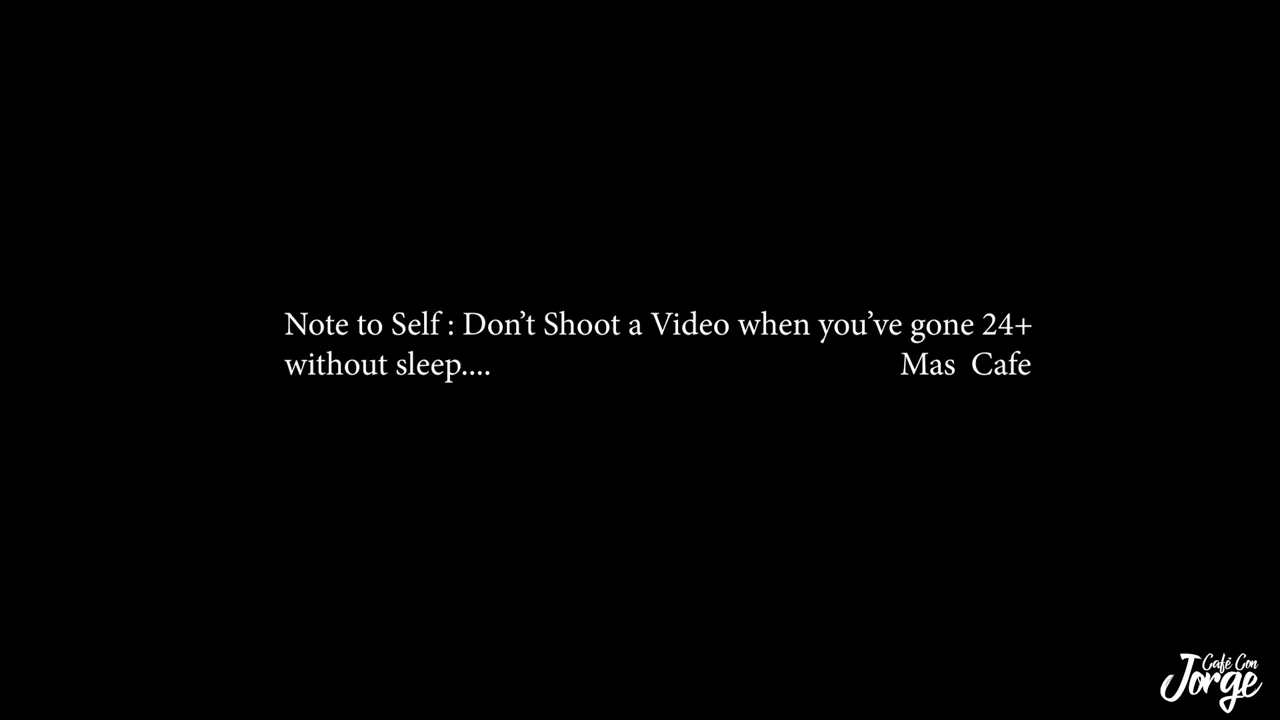 Note to Self : Don’t Shoot a Video when you’ve gone 24+
without sleep.... Mas Cafe
Café Con
Jorge